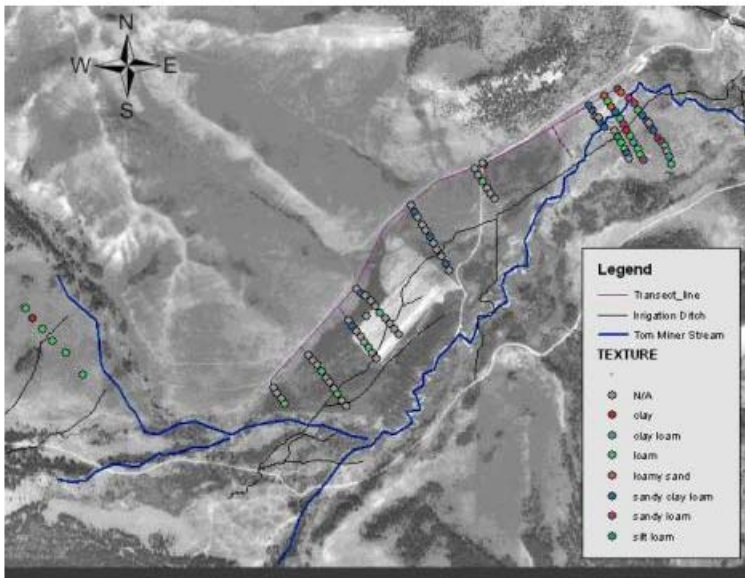 N
W E
S
Legend
Transect_line
Irrigation Ditch
Tom Miner Stream
TEXTURE
N/A
clay
clay loam
loam
loamy sand
sandy clay loam
sandy loam
silt loam